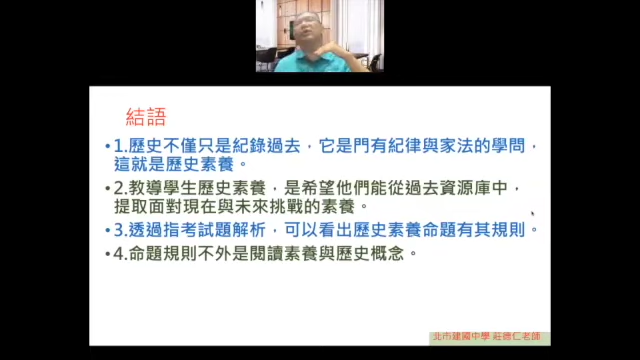 結語
•1.歷史不僅只是紀錄過去，它是門有紀律與家法的學問，
這就是歷史素養。
•2.教導學生歷史素養，是希望他們能從過去資源庫中，
提取面對現在與未來挑戰的素養。
•3.透過指考試題解析，可以看出歷史素養命題有其規則。
•4.命題規則不外是閱讀素養與歷史概念。
北市建國中學 莊德仁老師